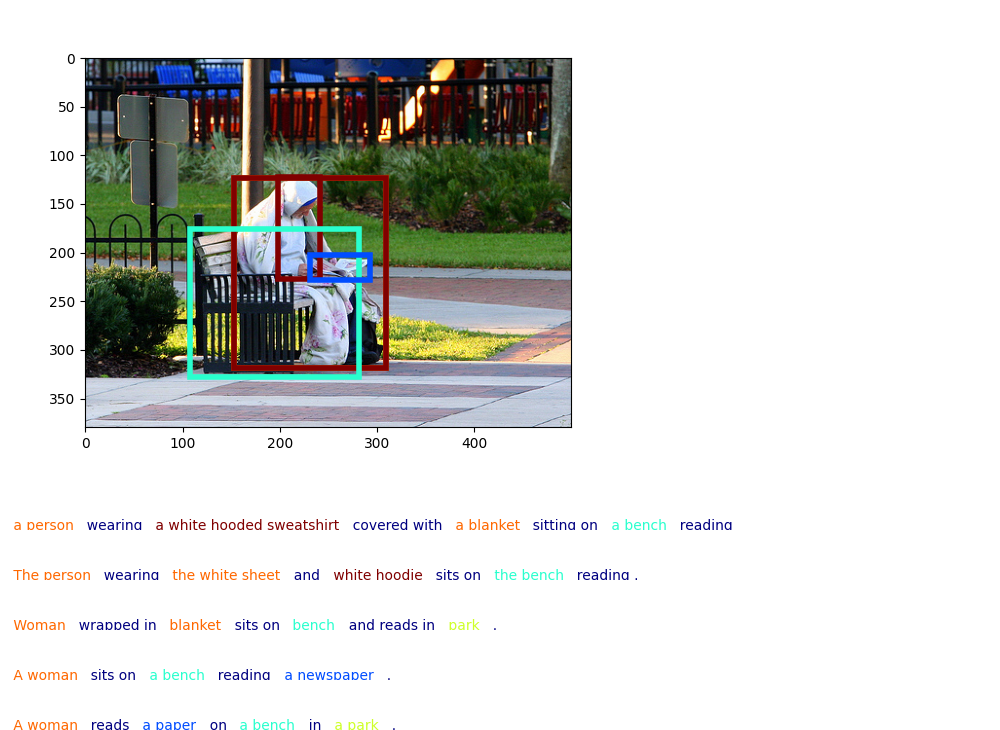 0
50
100
150
200
250
300
350
0 100 200 300 400
a person wearing a white hooded sweatshirt covered with a blanket sitting on a bench reading
The person wearing the white sheet and white hoodie sits on the bench reading .
Woman wrapped in blanket sits on bench and reads in park .
A woman sits on a bench reading a newspaper .
A woman reads a paper on a bench in a park .